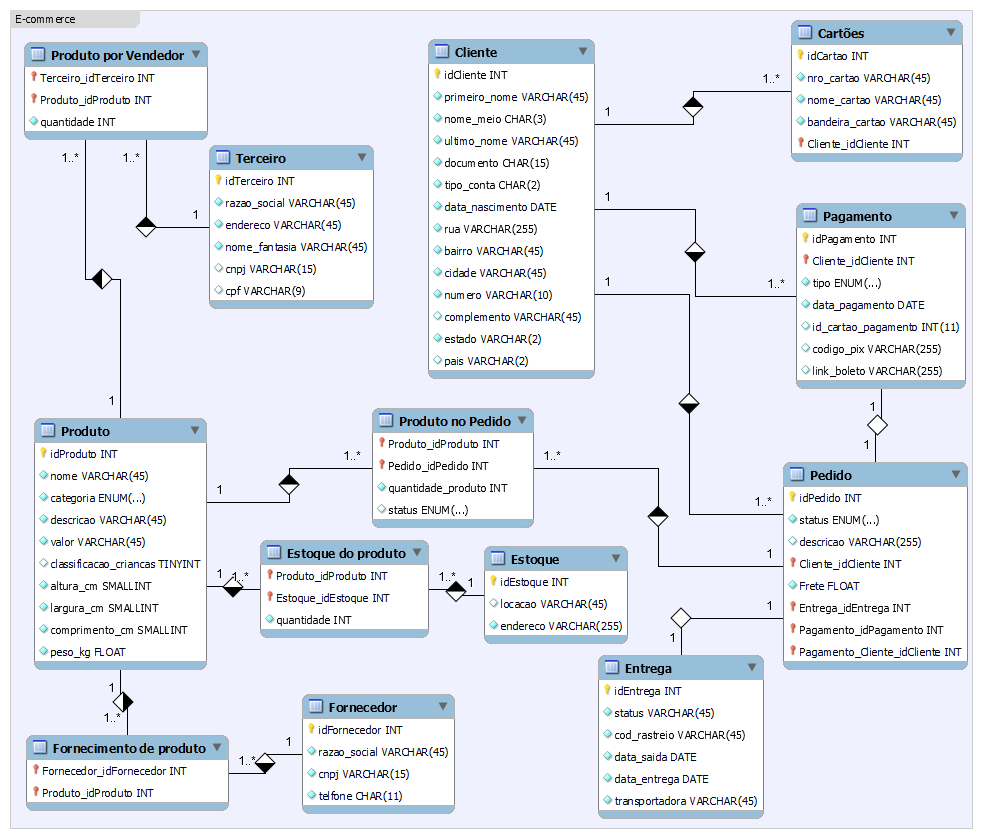 E-commerce
Produto por Vendedor
Terceiro_idTerceiro INT
Produto_idProduto INT
quantidade INT
1..*
1..*
1
1
Terceiro
idTerceiro INT
razao_social VARCHAR(45)
endereco VARCHAR(45)
nome_fantasia VARCHAR(45)
cnpj VARCHAR(15)
cpf VARCHAR(9)
Cliente
idCliente INT
primeiro_nome VARCHAR(45)
nome_meio CHAR(3)
ultimo_nome VARCHAR(45)
documento CHAR(15)
tipo_conta CHAR(2)
data_nascimento DATE
rua VARCHAR(255)
bairro VARCHAR(45)
cidade VARCHAR(45)
numero VARCHAR(10)
complemento VARCHAR(45)
estado VARCHAR(2)
pais VARCHAR(2)
1
1..*
1
1..*
1
1..*
Cartões
idCartao INT
nro_cartao VARCHAR(45)
nome_cartao VARCHAR(45)
bandeira_cartao VARCHAR(45)
Cliente_idCliente INT
Pagamento
idPagamento INT
Cliente_idCliente INT
tipo ENUM(...)
data_pagamento DATE
id_cartao_pagamento INT(11)
codigo_pix VARCHAR(255)
link_boleto VARCHAR(255)
1
1
Produto
idProduto INT
nome VARCHAR(45)
categoria ENUM(...)
descricao VARCHAR(45)
valor VARCHAR(45)
classificacao_criancas TINYINT
altura_cm SMALLINT
largura_cm SMALLINT
comprimento_cm SMALLINT
peso_kg FLOAT
1
1..*
Produto no Pedido
Produto_idProduto INT
Pedido_idPedido INT
quantidade_produto INT
status ENUM(...)
1..*
1
Pedido
idPedido INT
status ENUM(...)
descricao VARCHAR(255)
Cliente_idCliente INT
Frete FLOAT
Entrega_idEntrega INT
Pagamento_idPagamento INT
Pagamento_Cliente_idCliente INT
1
1..*
Estoque do produto
Produto_idProduto INT
Estoque_idEstoque INT
quantidade INT
1..*
1
Estoque
idEstoque INT
locacao VARCHAR(45)
endereco VARCHAR(255)
1
1
Entrega
idEntrega INT
status VARCHAR(45)
cod_rastreio VARCHAR(45)
data_saida DATE
data_entrega DATE
transportadora VARCHAR(45)
1
1..*
Fornecimento de produto
Fornecedor_idFornecedor INT
Produto_idProduto INT
1..*
1
Fornecedor
idFornecedor INT
razao_social VARCHAR(45)
cnpj VARCHAR(15)
telfone CHAR(11)